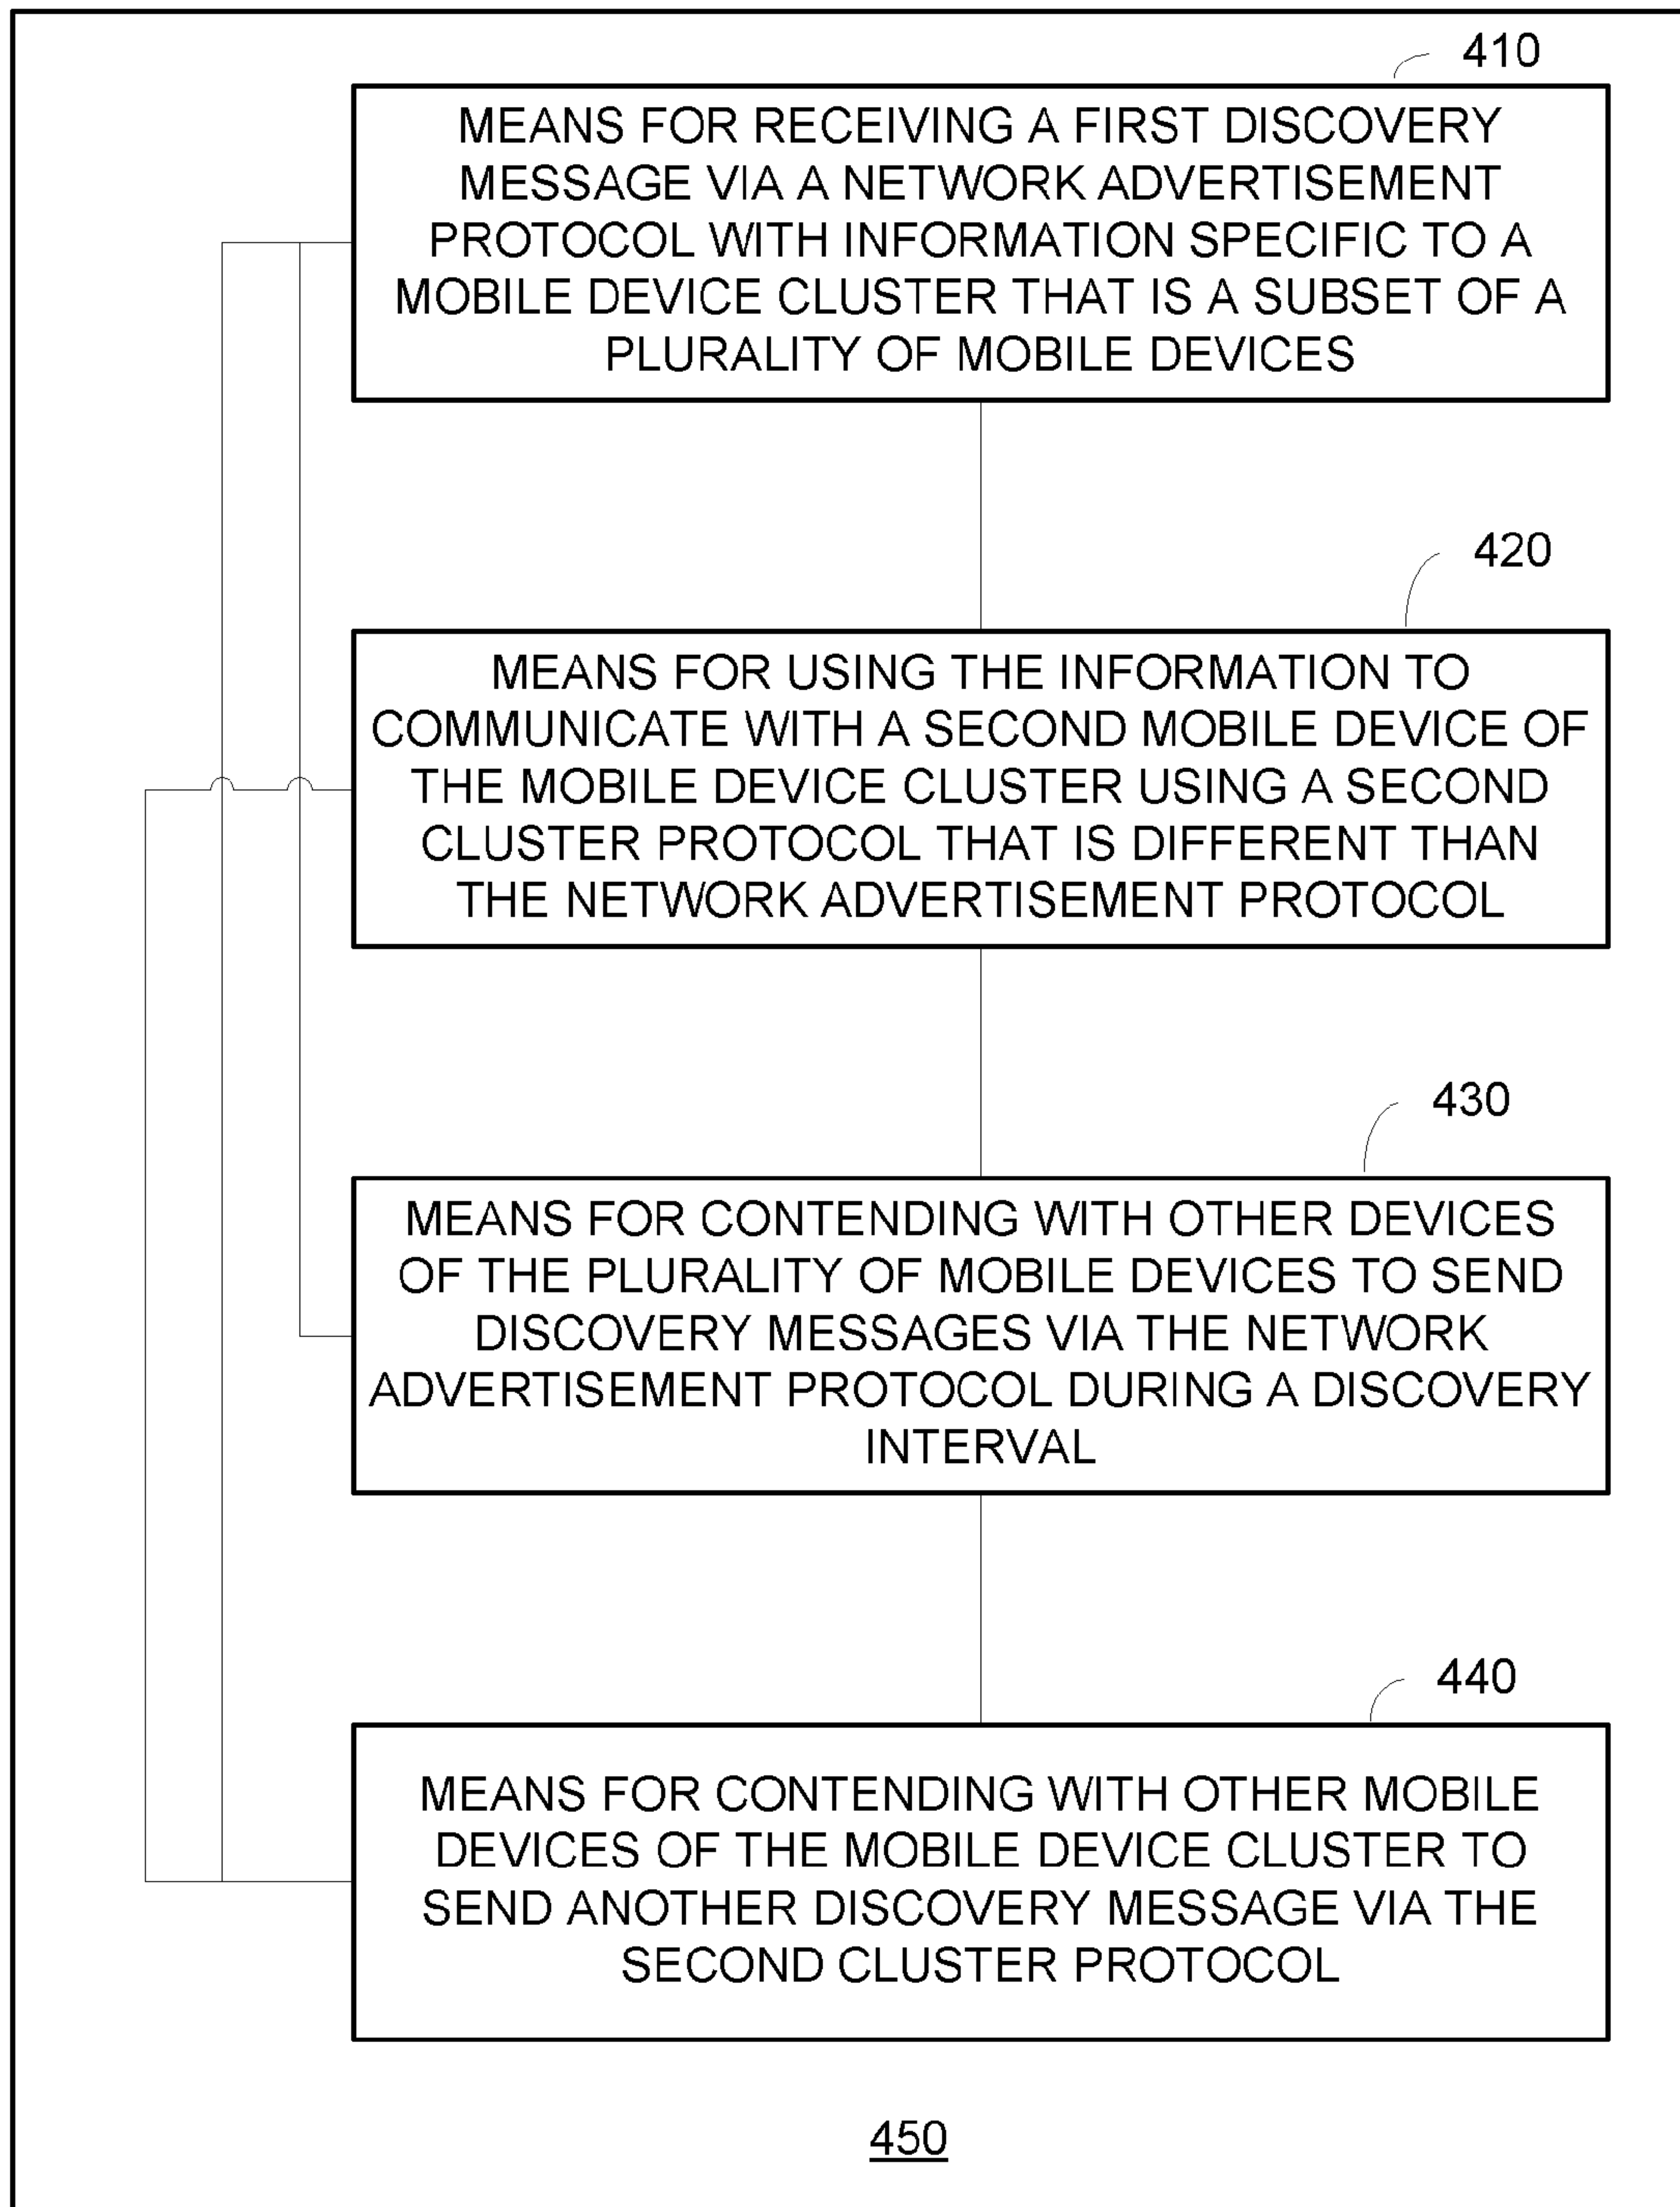 410
MEANS FOR RECEIVING A FIRST DISCOVERY
MESSAGE VIA A NETWORK ADVERTISEMENT
PROTOCOL WITH INFORMATION SPECIFIC TO A
MOBILE DEVICE CLUSTER THAT IS A SUBSET OF A
PLURALITY OF MOBILE DEVICES
420
MEANS FOR USING THE INFORMATION TO
COMMUNICATE WITH A SECOND MOBILE DEVICE OF
THE MOBILE DEVICE CLUSTER USING A SECOND
CLUSTER PROTOCOL THAT IS DIFFERENT THAN
THE NETWORK ADVERTISEMENT PROTOCOL
430
MEANS FOR CONTENDING WITH OTHER DEVICES
OF THE PLURALITY OF MOBILE DEVICES TO SEND
DISCOVERY MESSAGES VIA THE NETWORK
ADVERTISEMENT PROTOCOL DURING A DISCOVERY
INTERVAL
440
MEANS FOR CONTENDING WITH OTHER MOBILE
DEVICES OF THE MOBILE DEVICE CLUSTER TO
SEND ANOTHER DISCOVERY MESSAGE VIA THE
SECOND CLUSTER PROTOCOL
450